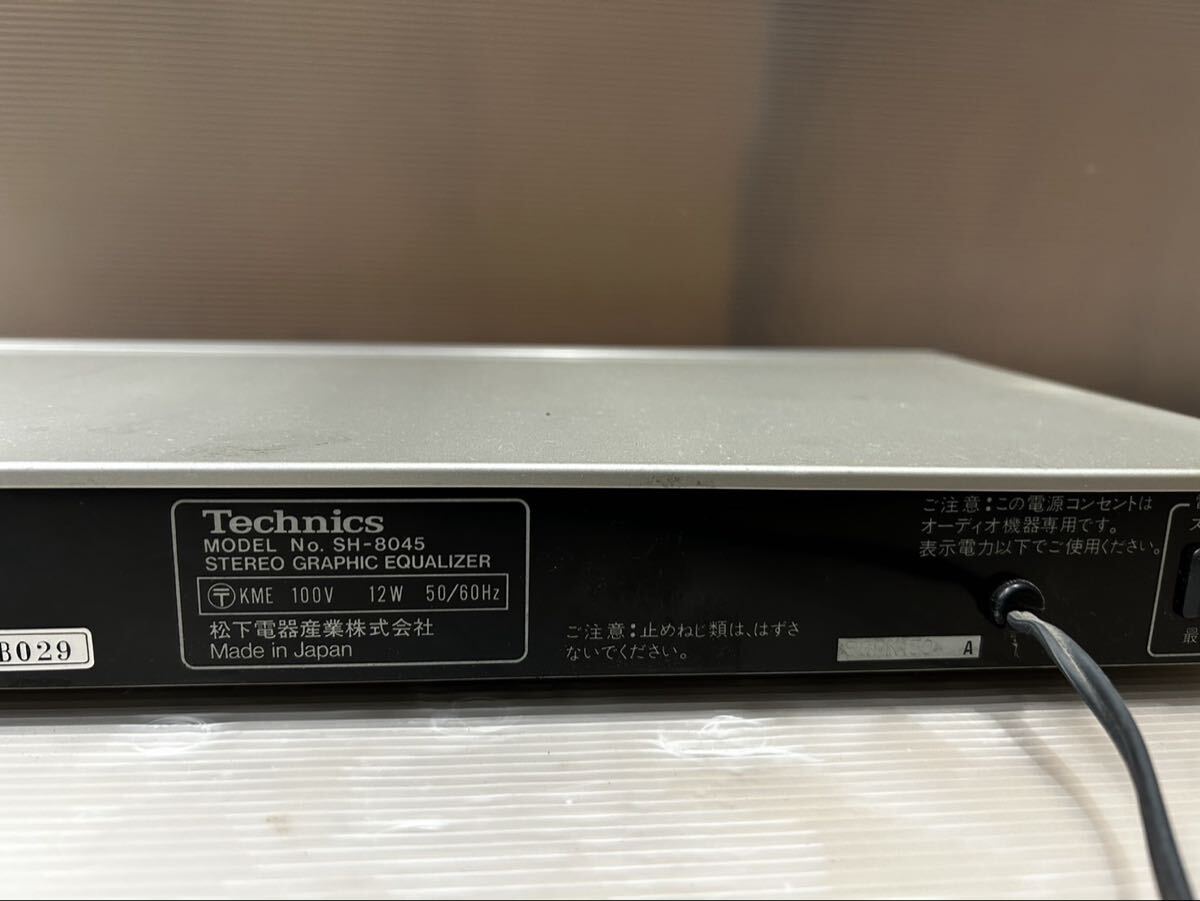 Technics
MODEL No. SH-8045
STEREO GRAPHIC EQUALIZER
〒 KME 100V 12W 50/60Hz
松下電器産業株式会社
Made in Japan
B029
ご注意:止めねじ類は、はずさ
ないでください。
ご注意:この電源コンセントは
オーディオ機器専用です。
表示電力以下でご使用ください。
A
最